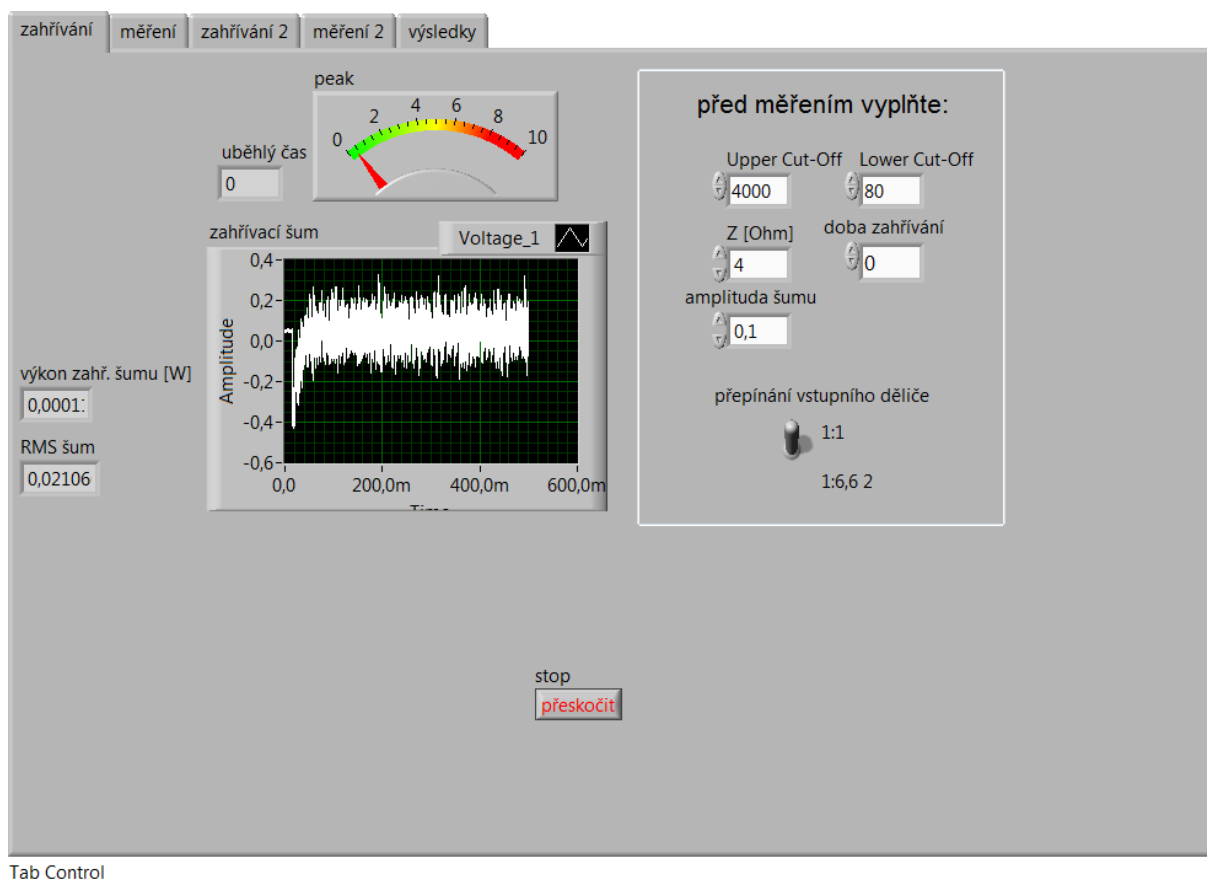 zahřívání
měření
zahřívání 2
měření 2
výsledky
peak
0
2
4
6
8
10
uběhlý čas
0
zahřívací šum
Voltage_1
0,4
0,2
0,0
-0,2
-0,4
-0,6
Amplitude
0,0
200,0m
400,0m
600,0m
Time
výkon zahř. šumu [W]
0,0001
RMS šum
0,02106
před měřením vyplňte:
Upper Cut-Off
Lower Cut-Off
4000
80
Z [Ohm]
doba zahřívání
4
0
amplituda šumu
0,1
přepínání vstupního děliče
1:1
1:6,6 2
stop
přeskočit
Tab Control